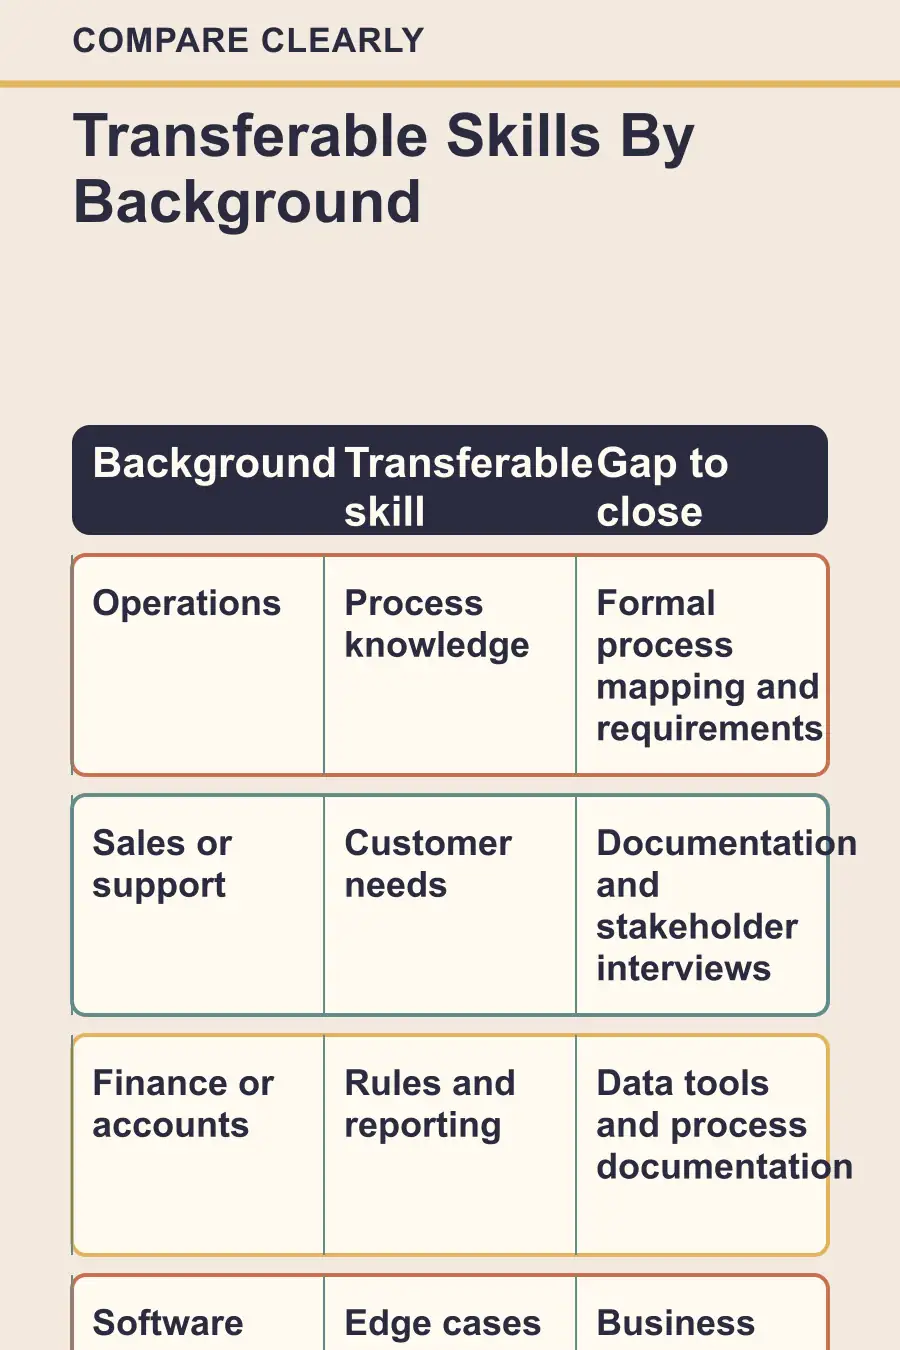 COMPARE CLEARLY
Transferable Skills By
Background
Background Transferable Gap to
skill close
Operations
Process
knowledge
Formal
process
mapping and
requirements
Sales or
support
Customer
needs
Documentation
and
stakeholder
interviews
Finance or
accounts
Rules and
reporting
Data tools
and process
documentation
Software
Edge cases
Business